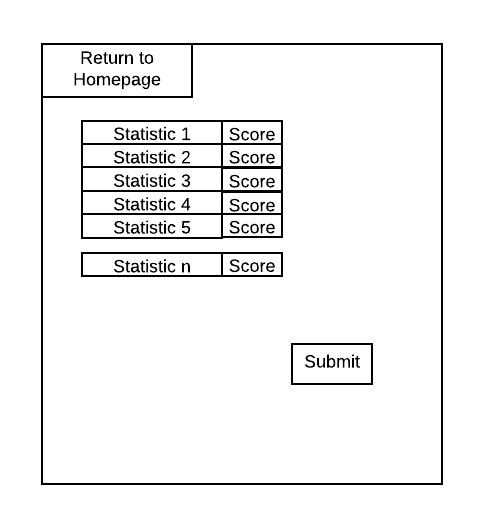 Return to
Homepage
Statistic 1 Score
Statistic 2 Score
Statistic 3 Score
Statistic 4 Score
Statistic 5 Score
Statistic n Score
Submit